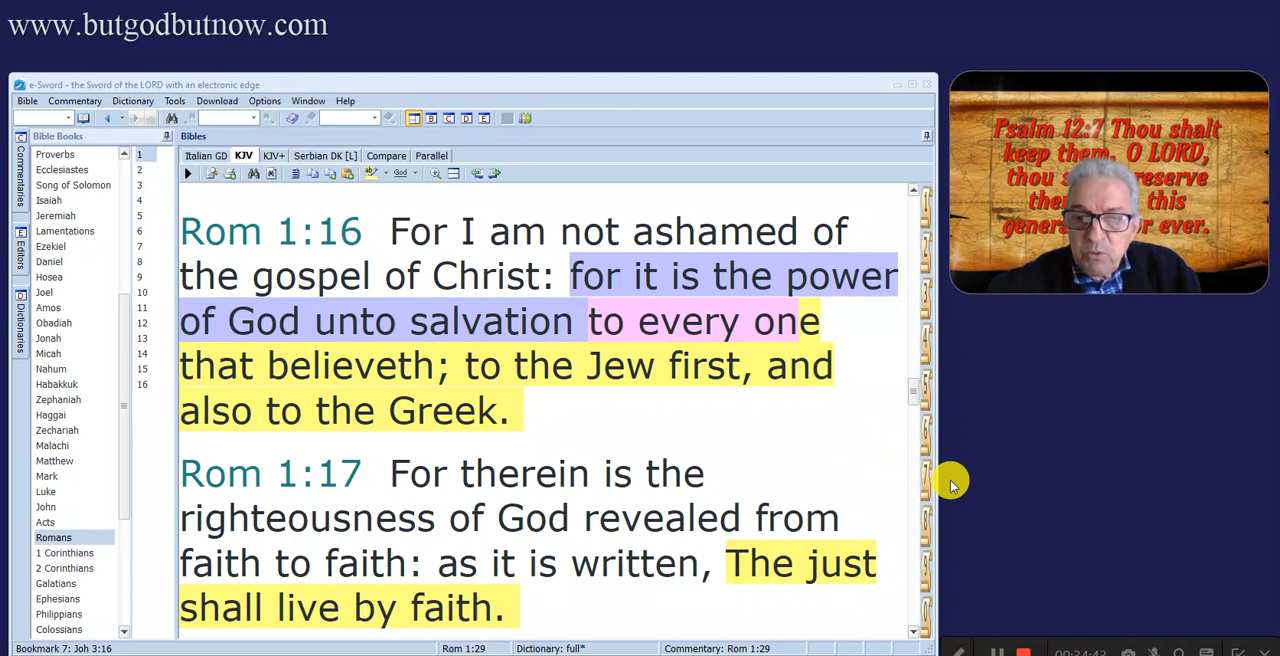 www.butgodbutnow.com
e-Sword - the Sword of the LORD with an electronic edge
Bible Commentary Dictionary Tools Download Options Window Help
B C D E
Bible Books
Bibles
Italian GD KJV KJV+ Serbian DK [L] Compare Parallel
Commentaries
Editors
Dictionaries
Proverbs 1
Ecclesiastes 2
Song of Solomon 3
Isaiah 4
Jeremiah 5
Lamentations 6
Ezekiel 7
Daniel 8
Hosea 9
Joel 10
Amos 11
Obadiah 12
Jonah 13
Micah 14
Nahum 15
Habakkuk 16
Zephaniah
Haggai
Zechariah
Malachi
Matthew
Mark
Luke
John
Acts
Romans
1 Corinthians
2 Corinthians
Galatians
Ephesians
Philippians
Colossians
God
Rom 1:16 For I am not ashamed of
the gospel of Christ: for it is the power
of God unto salvation to every one
that believeth; to the Jew first, and
also to the Greek.
Rom 1:17 For therein is the
righteousness of God revealed from
faith to faith: as it is written, The just
shall live by faith.
Bookmark 7: Joh 3:16
Rom 1:29
Dictionary: full*
Commentary: Rom 1:29
Psalm 12:7 Thou shalt
keep them, O LORD,
thou
this
ever.